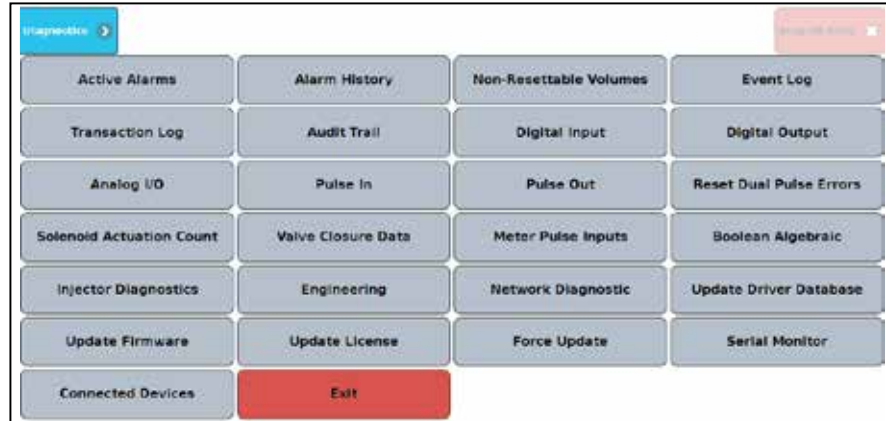 Diagnostics
Active Alarms Alarm History Non-Resettable Volumes Event Log
Transaction Log Audit Trail Digital Input Digital Output
Analog I/O Pulse In Pulse Out Reset Dual Pulse Errors
Solenoid Actuation Count Valve Closure Data Meter Pulse Inputs Boolean Algebraic
Injector Diagnostics Engineering Network Diagnostic Update Driver Database
Update Firmware Update License Force Update Serial Monitor
Connected Devices Exit